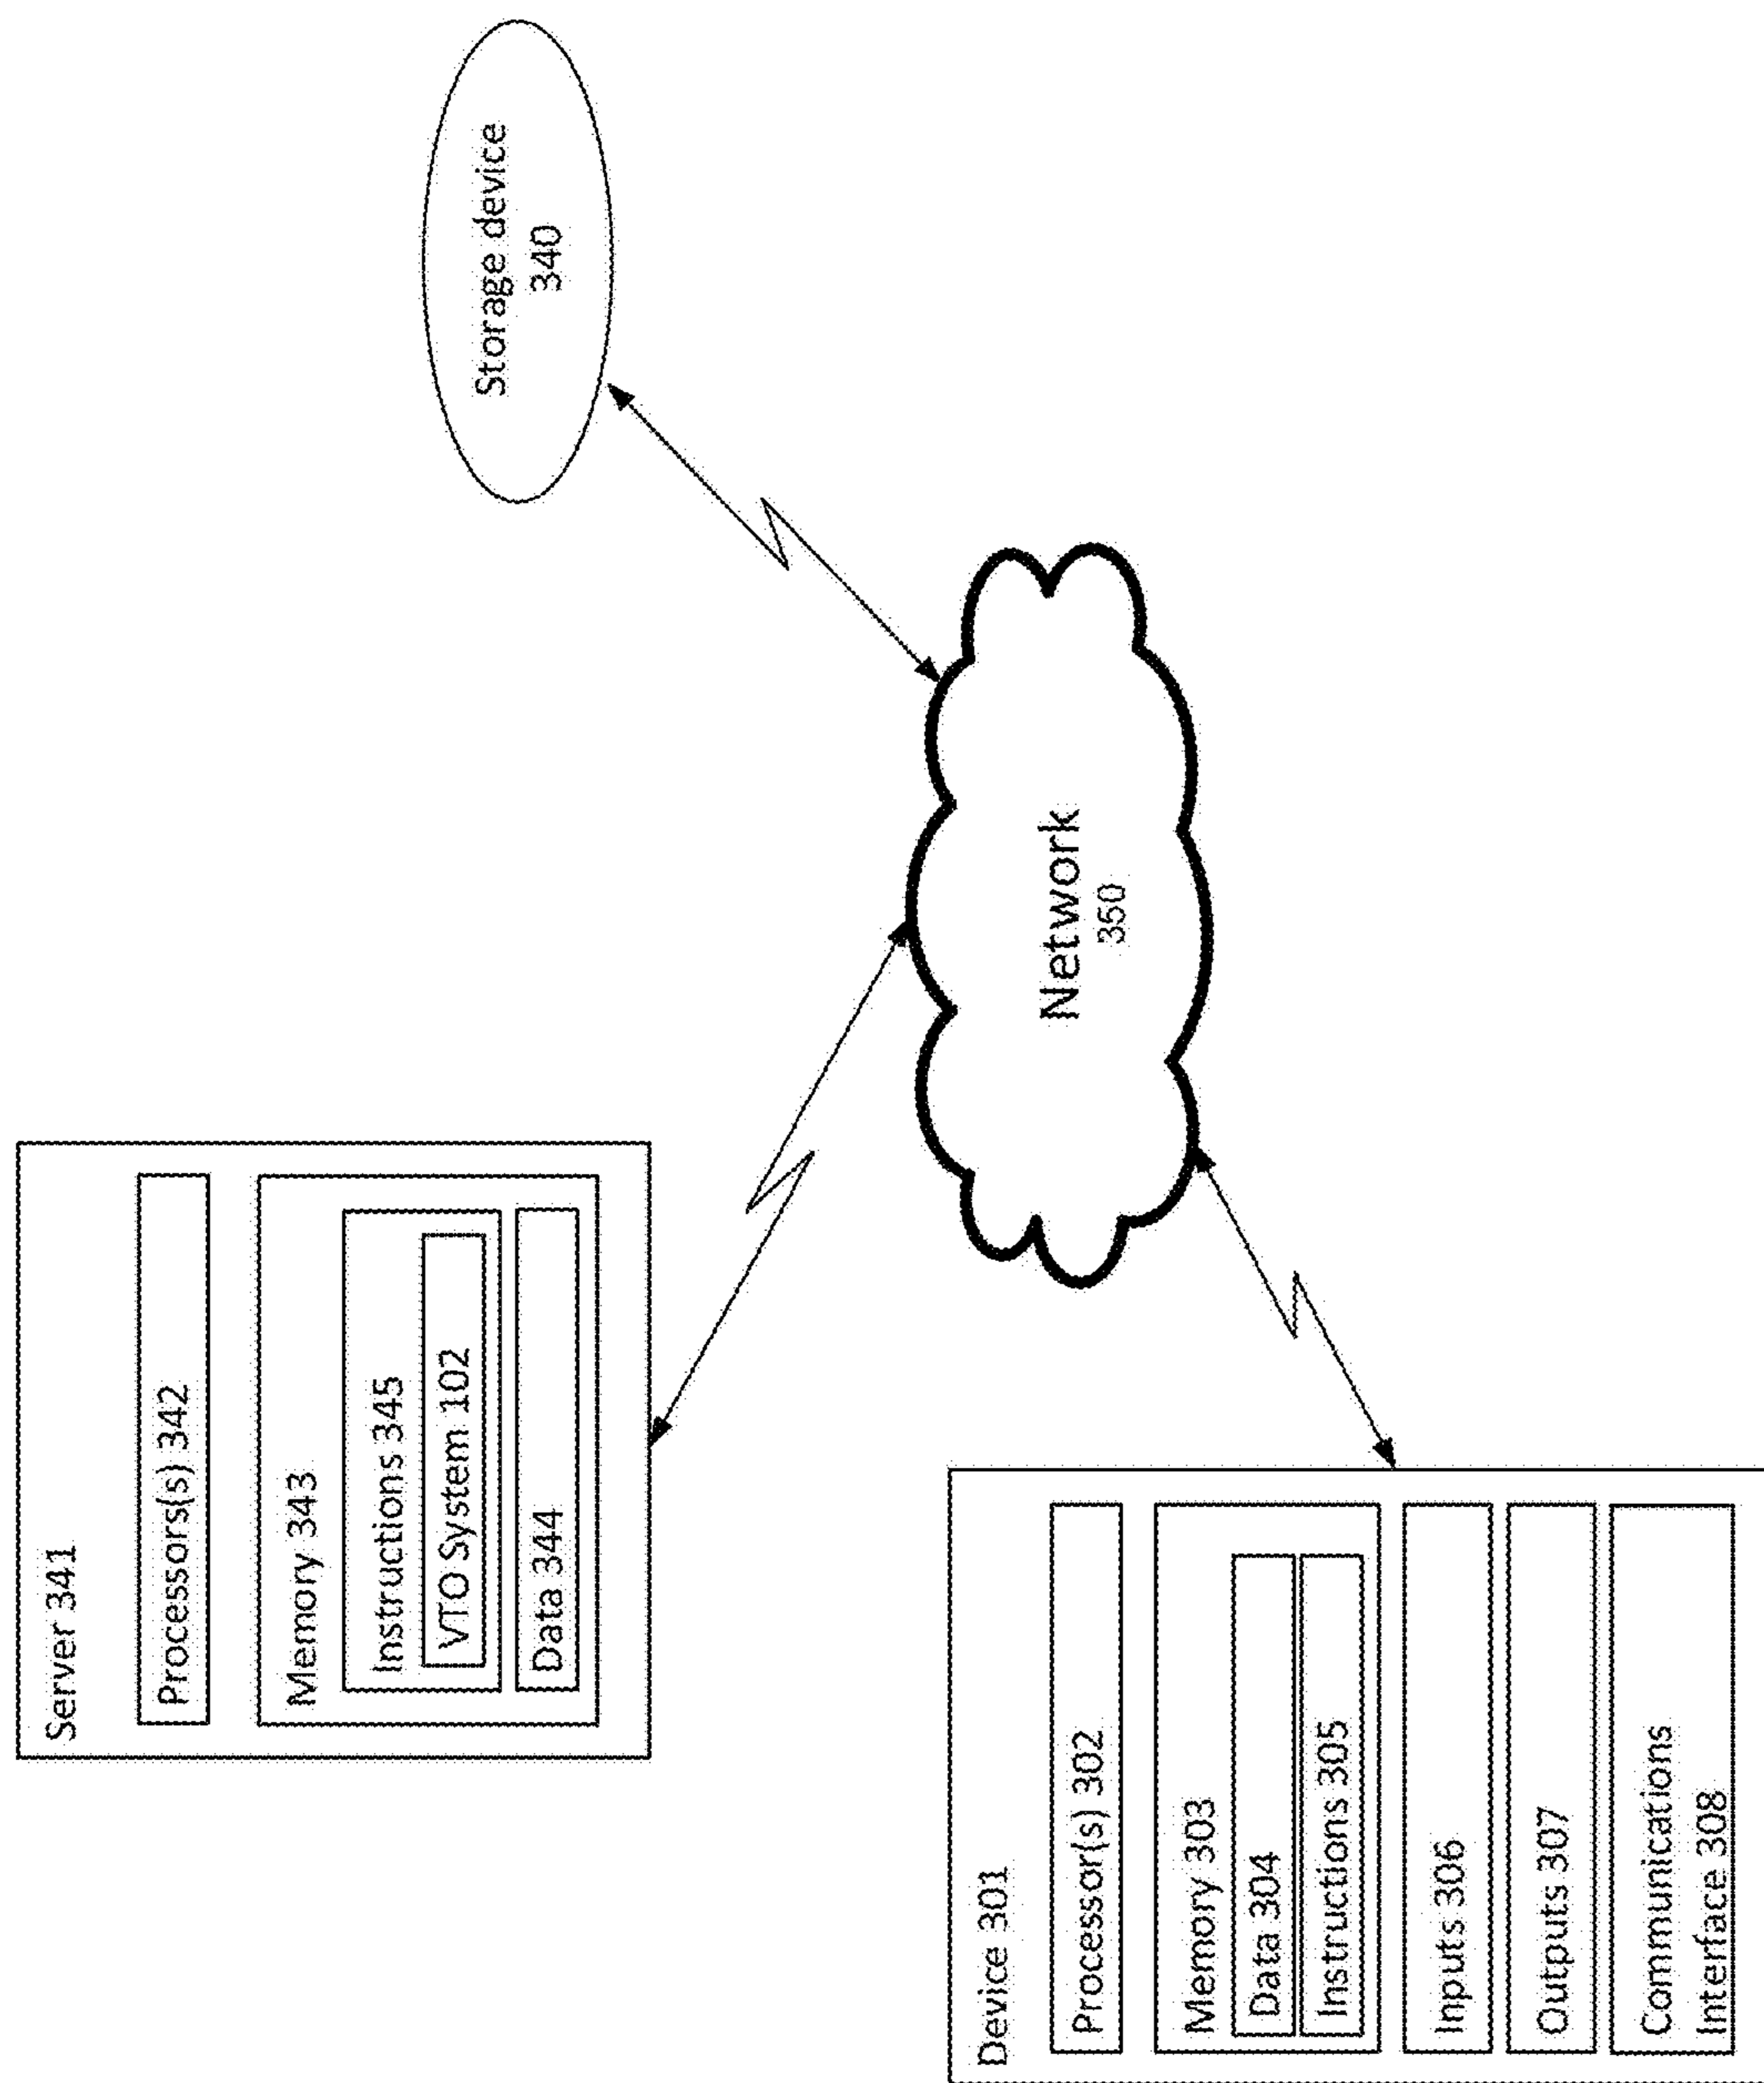 Server 341
Processors(s) 342
Memory 343
Instructions 345
VTO System 102
Data 344
Storage device
340
Network
350
Device 301
Processor(s) 302
Memory 303
Data 304
Instructions 305
Inputs 306
Outputs 307
Communications
Interface 308